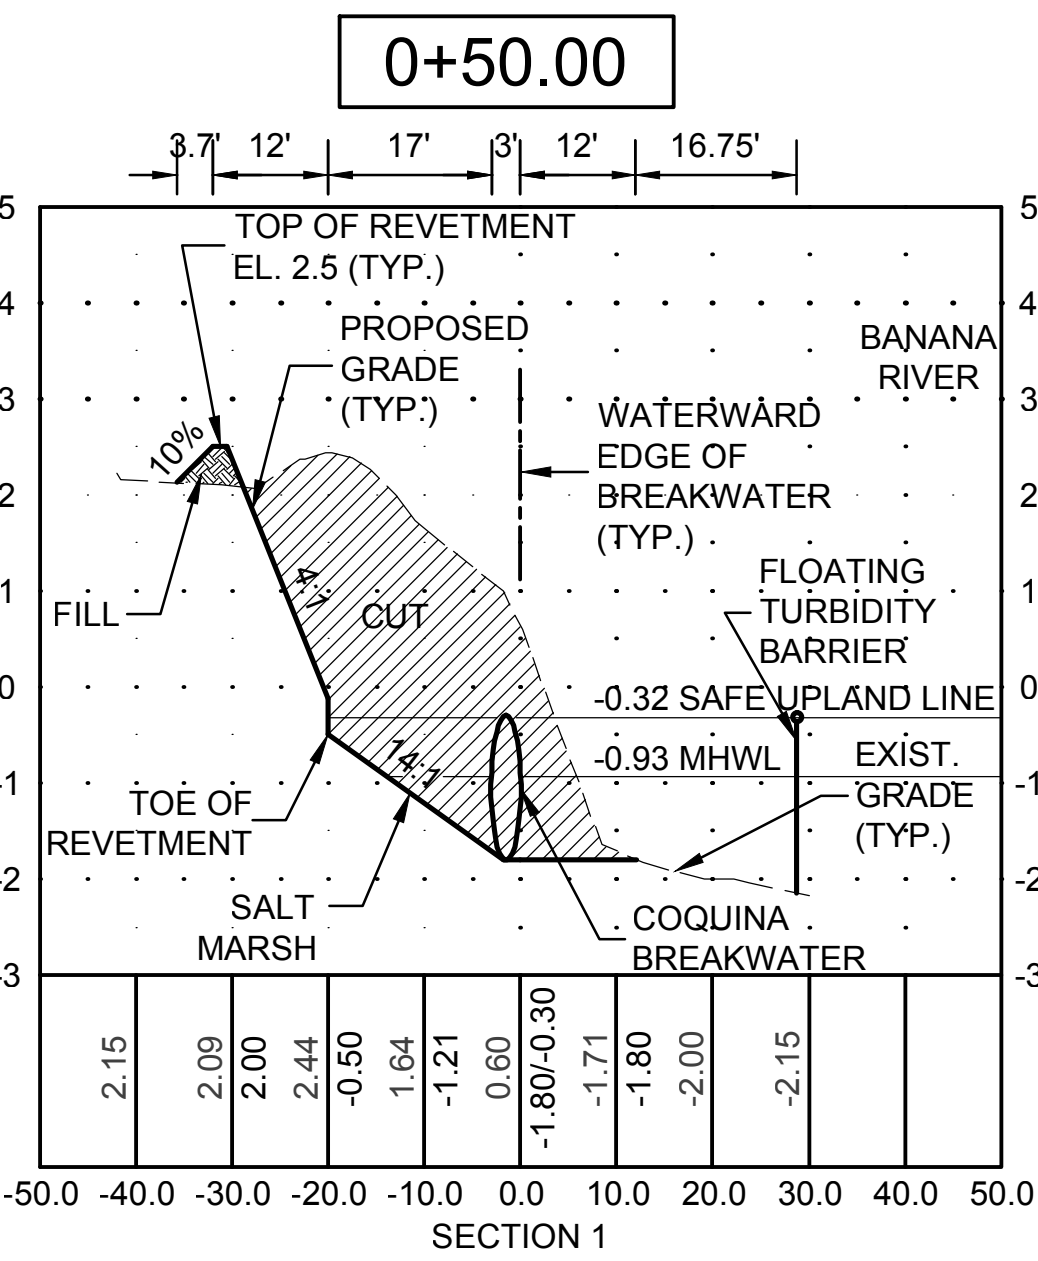 0+50.00
3.7' 12' 17' 3' 12' 16.75'
5 5
TOP OF REVETMENT
EL. 2.5 (TYP.)
4 4
PROPOSED
GRADE
(TYP.)
BANANA
RIVER
3 3
WATERWARD
EDGE OF
BREAKWATER
(TYP.)
10%
2 2
FLOATING
TURBIDITY
BARRIER
1 1
4:1
FILL
CUT
0 0
-0.32 SAFE UPLAND LINE
-0.93 MHWL
14:1
EXIST.
GRADE
(TYP.)
-1 -1
TOE OF
REVETMENT
-2 -2
SALT
MARSH
COQUINA
BREAKWATER
-3 -3
2.15
2.09
2.00
2.44
-0.50
1.64
-1.21
0.60
-1.80/-0.30
-1.71
-1.80
-2.00
-2.15
-50.0 -40.0 -30.0 -20.0 -10.0 0.0 10.0 20.0 30.0 40.0 50.0
SECTION 1